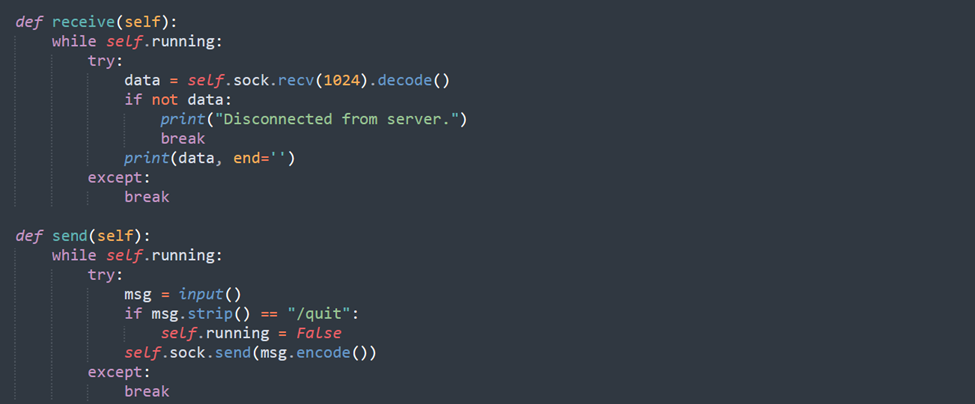 def receive(self):
    while self.running:
        try:
            data = self.sock.recv(1024).decode()
            if not data:
                print("Disconnected from server.")
                break
            print(data, end='')
        except:
            break

def send(self):
    while self.running:
        try:
            msg = input()
            if msg.strip() == "/quit":
                self.running = False
            self.sock.send(msg.encode())
        except:
            break